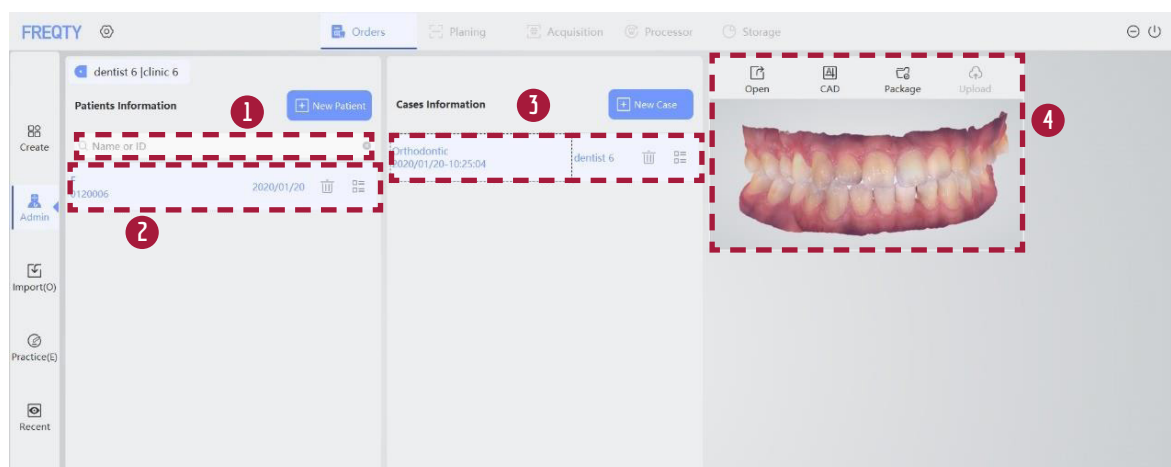 FREQTY
Orders
Planing
Acquisition
Processor
Storage
dentist 6 |clinic 6
Patients Information
1
New Patient
Name or ID
0120006
2020/01/20
2
Cases Information
3
New Case
Orthodontic
2020/01/20-10:25:04
dentist 6
Open
CAD
Package
Upload
4
Create
Admin
Import(O)
Practice(E)
Recent